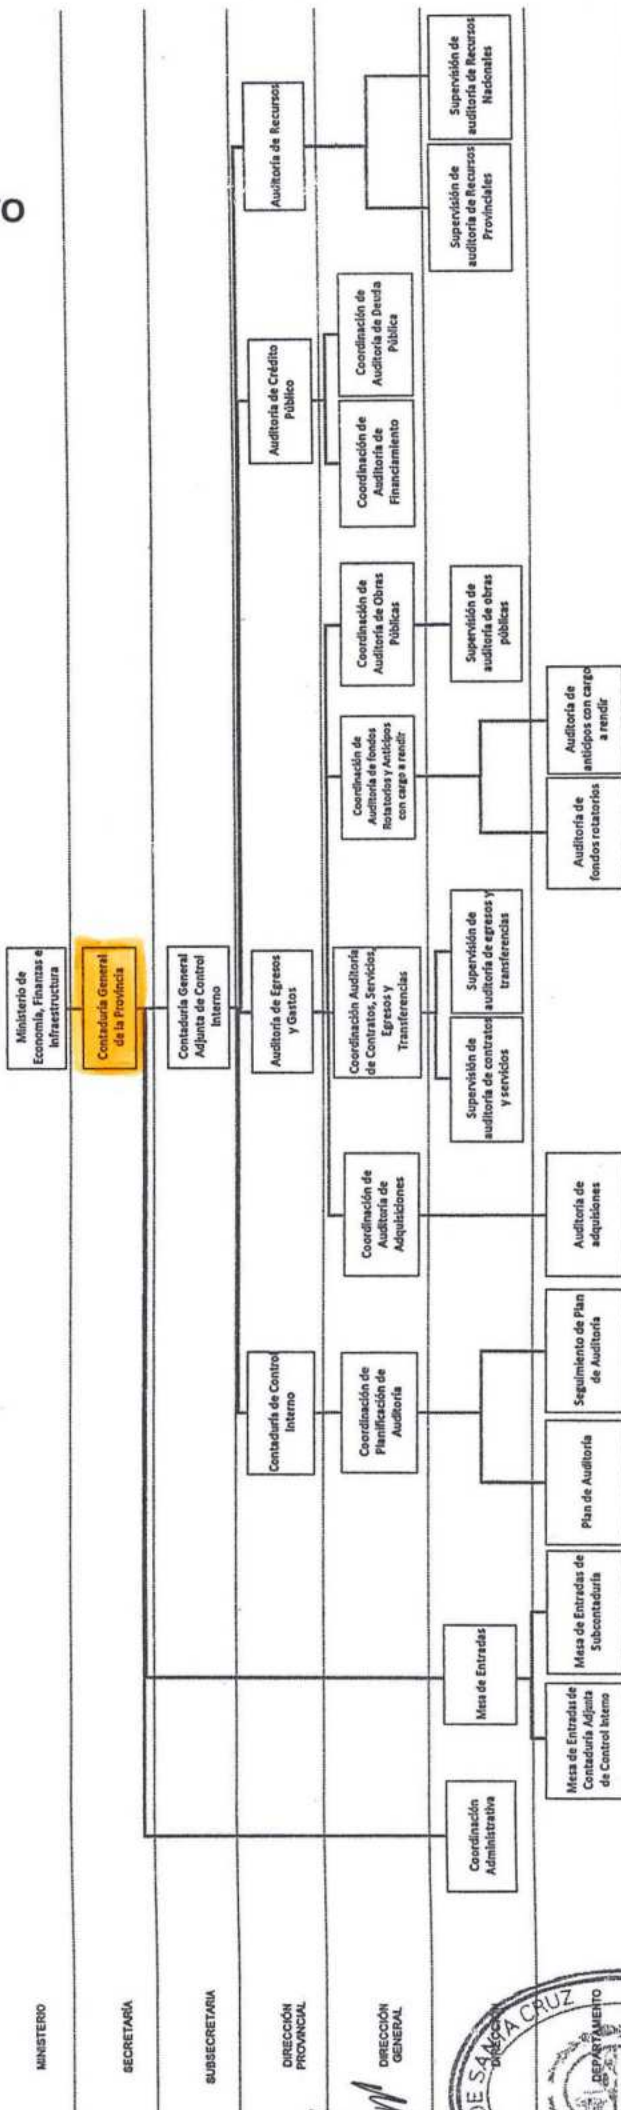 VO
MINISTERIO
Ministerio de
Economía, Finanzas e
Infraestructura
SECRETARÍA
Contaduría General
de la Provincia
SUBSECRETARIA
Contaduría General
Adjunta de Control
Interno
DIRECCIÓN
PROVINCIAL
Contaduría de Control
Interno
Auditoría de Egresos
y Gastos
Auditoría de Crédito
Público
Auditoría de Recursos
DIRECCIÓN
GENERAL
Coordinación de
Planificación de
Auditoría
Coordinación de
Auditoría de
Adquisiciones
Coordinación Auditoría
de Contratos, Servicios,
Egresos y
Transferencias
Coordinación de
Auditoría de fondos
Rotatorios y Anticipos
con cargo a rendir
Coordinación de
Auditoría de Obras
Públicas
Coordinación de
Auditoría de
Financiamiento
Coordinación de
Auditoría de Deuda
Pública
DIRECCIÓN
Coordinación
Administrativa
Mesa de Entradas
Supervisión de
auditoría de contratos
y servicios
Supervisión de
auditoría de egresos y
transferencias
Supervisión de
auditoría de obras
públicas
Supervisión de
auditoría de Recursos
Provinciales
Supervisión de
auditoría de Recursos
Nacionales
DEPARTAMENTO
Mesa de Entradas de
Contaduría Adjunta
de Control Interno
Mesa de Entradas de
Subcontaduría
Plan de Auditoría
Seguimiento de Plan
de Auditoría
Auditoría de
adquisiones
Auditoría de
fondos rotatorios
Auditoría de
anticipos con cargo
a rendir
DE SANTA CRUZ